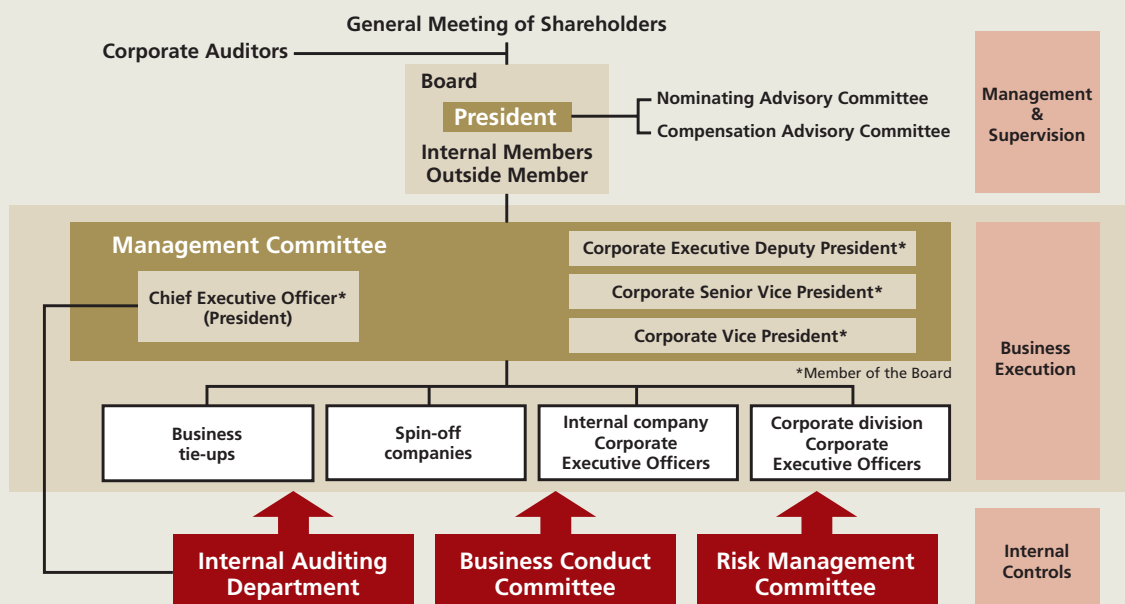 General Meeting of Shareholders
Corporate Auditors
Board
President
Internal Members
Outside Member
Nominating Advisory Committee
Compensation Advisory Committee
Management
&
Supervision
Management Committee
Chief Executive Officer*
(President)
Corporate Executive Deputy President*
Corporate Senior Vice President*
Corporate Vice President*
*Member of the Board
Business
Execution
Business
tie-ups
Spin-off
companies
Internal company
Corporate
Executive Officers
Corporate division
Corporate
Executive Officers
Internal Auditing
Department
Business Conduct
Committee
Risk Management
Committee
Internal
Controls